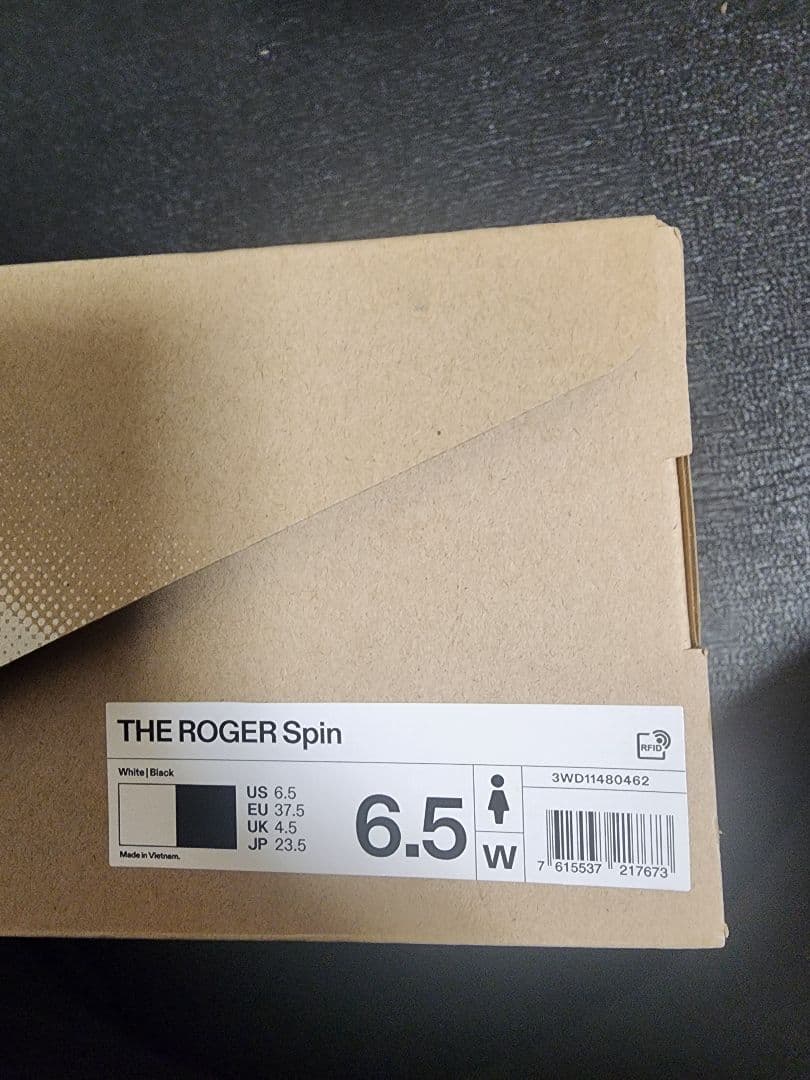 THE ROGER Spin
RFID
White | Black
US 6.5
EU 37.5
UK 4.5
JP 23.5
Made in Vietnam.
6.5
W
3WD11480462
7 615537 217673